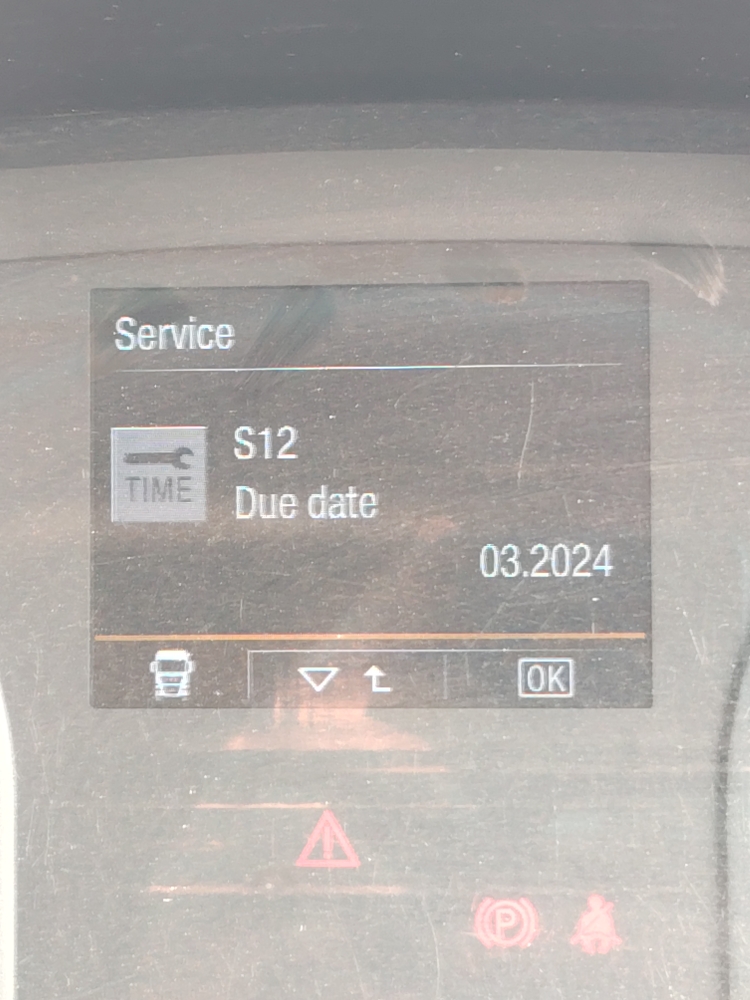 Service
S12
TIME
Due date
03.2024
OK
P